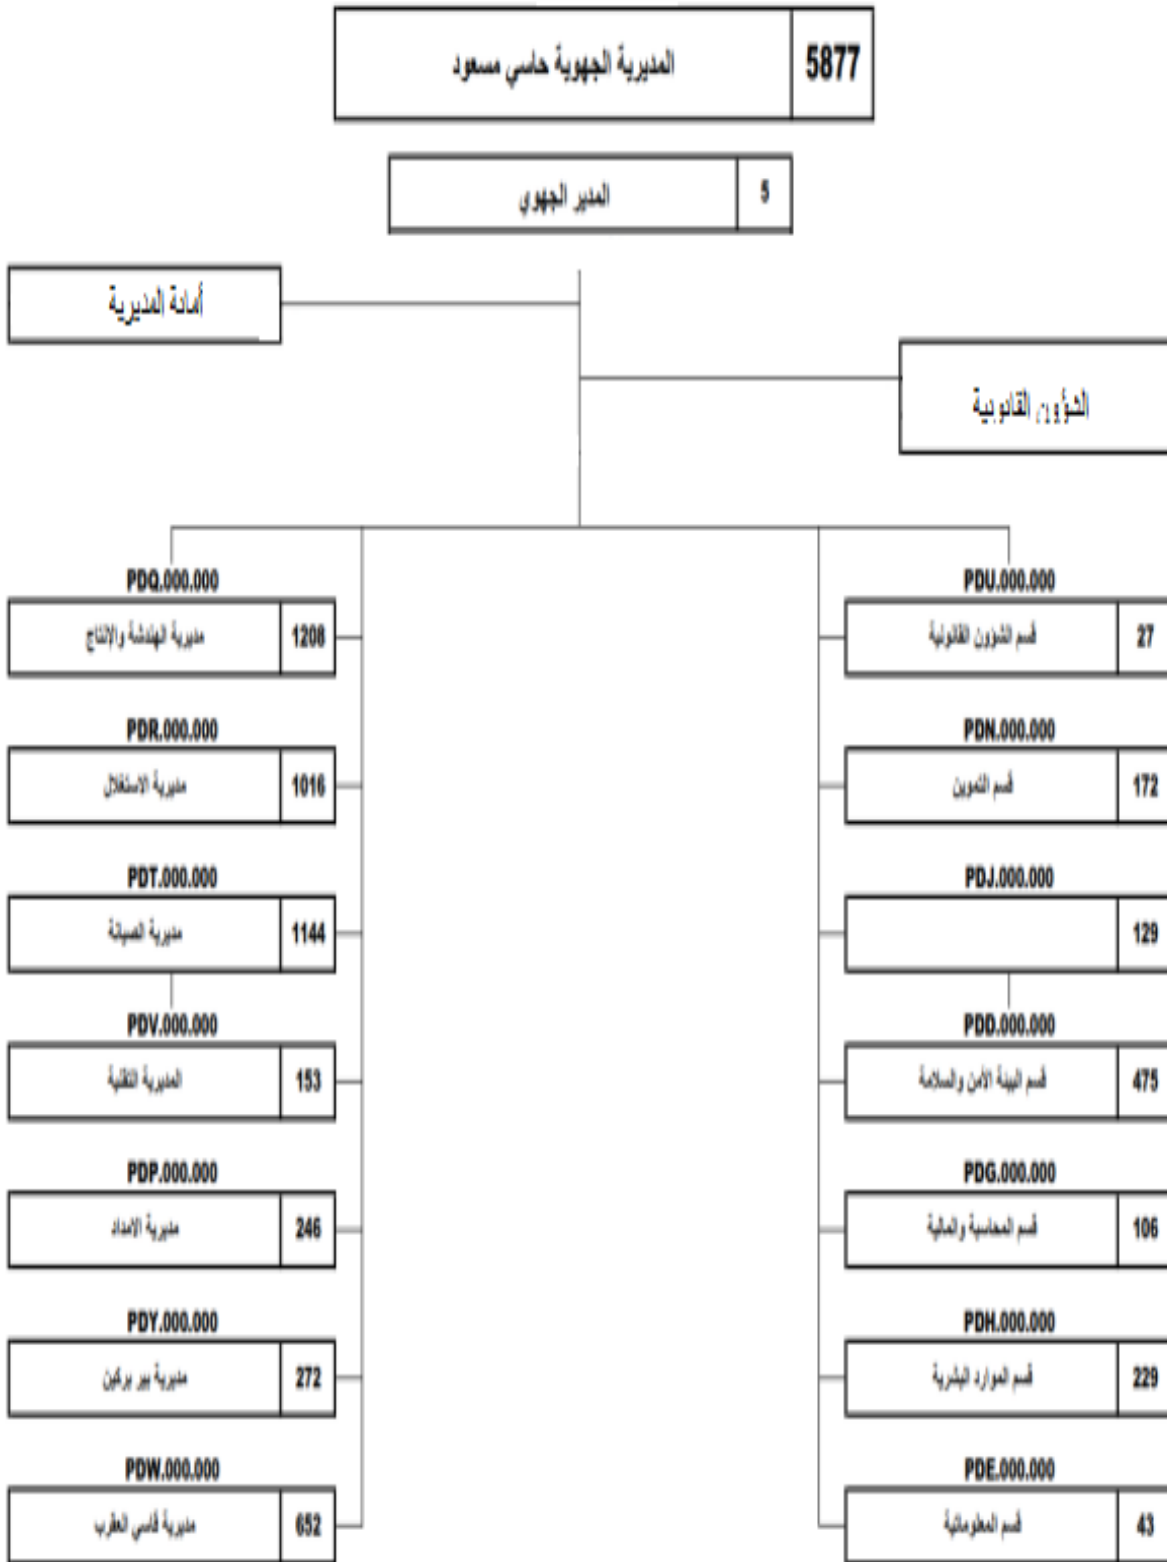 المديرية الجهوية حاسي مسعود 5877
المدير الجهوي 5
أمانة المديرية
الشؤون القانونية
PDQ.000.000
مديرية الهندسة والإنتاج 1208
PDR.000.000
مديرية الاستغلال 1016
PDT.000.000
مديرية الصيانة 1144
PDV.000.000
المديرية التقنية 153
PDP.000.000
مديرية الامداد 246
PDY.000.000
مديرية بير بركين 272
PDW.000.000
مديرية قاسي العقرب 652
PDU.000.000
قسم الشؤون القانونية 27
PDN.000.000
قسم التموين 172
PDJ.000.000
129
PDD.000.000
قسم البيئة الأمن والسلامة 475
PDG.000.000
قسم المحاسبة والمالية 106
PDH.000.000
قسم الموارد البشرية 229
PDE.000.000
قسم المعلوماتية 43